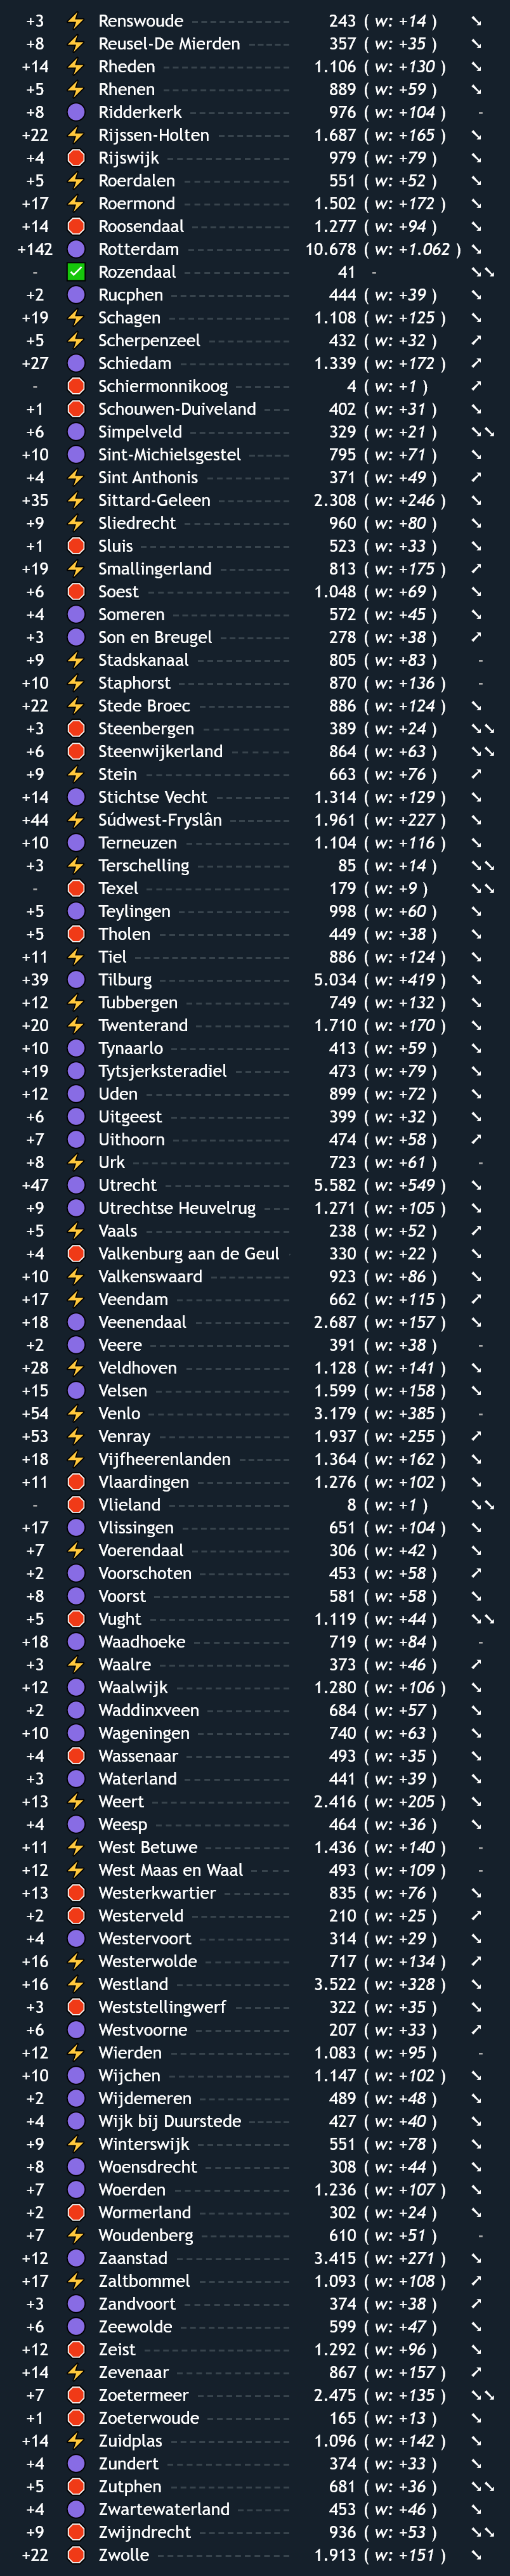 +3 ⚡ Renswoude 243 ( w: +14 ) ↘
+8 ⚡ Reusel-De Mierden 357 ( w: +35 ) ↘
+14 ⚡ Rheden 1.106 ( w: +130 ) ↘
+5 ⚡ Rhenen 889 ( w: +59 ) ↘
+8 Ridderkerk 976 ( w: +104 ) -
+22 ⚡ Rijssen-Holten 1.687 ( w: +165 ) ↘
+4 Rijswijk 979 ( w: +79 ) ↘
+5 ⚡ Roerdalen 551 ( w: +52 ) ↘
+17 ⚡ Roermond 1.502 ( w: +172 ) ↘
+14 Roosendaal 1.277 ( w: +94 ) ↘
+142 Rotterdam 10.678 ( w: +1.062 ) ↘
- ✅ Rozendaal 41 - ↘↘
+2 Rucphen 444 ( w: +39 ) ↘
+19 ⚡ Schagen 1.108 ( w: +125 ) ↘
+5 ⚡ Scherpenzeel 432 ( w: +32 ) ↗
+27 Schiedam 1.339 ( w: +172 ) ↗
- Schiermonnikoog 4 ( w: +1 ) ↗
+1 Schouwen-Duiveland 402 ( w: +31 ) ↘
+6 Simpelveld 329 ( w: +21 ) ↘↘
+10 Sint-Michielsgestel 795 ( w: +71 ) ↘
+4 ⚡ Sint Anthonis 371 ( w: +49 ) ↗
+35 ⚡ Sittard-Geleen 2.308 ( w: +246 ) ↘
+9 ⚡ Sliedrecht 960 ( w: +80 ) ↘
+1 Sluis 523 ( w: +33 ) ↘
+19 ⚡ Smallingerland 813 ( w: +175 ) ↗
+6 Soest 1.048 ( w: +69 ) ↘
+4 Someren 572 ( w: +45 ) ↘
+3 Son en Breugel 278 ( w: +38 ) ↗
+9 ⚡ Stadskanaal 805 ( w: +83 ) -
+10 ⚡ Staphorst 870 ( w: +136 ) -
+22 ⚡ Stede Broec 886 ( w: +124 ) ↘
+3 Steenbergen 389 ( w: +24 ) ↘↘
+6 Steenwijkerland 864 ( w: +63 ) ↘↘
+9 ⚡ Stein 663 ( w: +76 ) ↗
+14 Stichtse Vecht 1.314 ( w: +129 ) ↘
+44 ⚡ Súdwest-Fryslân 1.961 ( w: +227 ) ↘
+10 Terneuzen 1.104 ( w: +116 ) ↘
+3 ⚡ Terschelling 85 ( w: +14 ) ↘↘
- Texel 179 ( w: +9 ) ↘↘
+5 Teylingen 998 ( w: +60 ) ↘
+5 Tholen 449 ( w: +38 ) ↘
+11 ⚡ Tiel 886 ( w: +124 ) ↘
+39 Tilburg 5.034 ( w: +419 ) ↘
+12 ⚡ Tubbergen 749 ( w: +132 ) ↘
+20 ⚡ Twenterand 1.710 ( w: +170 ) ↘
+10 Tynaarlo 413 ( w: +59 ) ↘
+19 Tytsjerksteradiel 473 ( w: +79 ) ↘
+12 Uden 899 ( w: +72 ) ↘
+6 Uitgeest 399 ( w: +32 ) ↘
+7 Uithoorn 474 ( w: +58 ) ↗
+8 ⚡ Urk 723 ( w: +61 ) -
+47 Utrecht 5.582 ( w: +549 ) ↘
+9 Utrechtse Heuvelrug 1.271 ( w: +105 ) ↘
+5 ⚡ Vaals 238 ( w: +52 ) ↗
+4 Valkenburg aan de Geul 330 ( w: +22 ) ↘
+10 ⚡ Valkenswaard 923 ( w: +86 ) ↘
+17 ⚡ Veendam 662 ( w: +115 ) ↗
+18 Veenendaal 2.687 ( w: +157 ) ↘
+2 Veere 391 ( w: +38 ) -
+28 ⚡ Veldhoven 1.128 ( w: +141 ) ↘
+15 Velsen 1.599 ( w: +158 ) ↘
+54 ⚡ Venlo 3.179 ( w: +385 ) -
+53 ⚡ Venray 1.937 ( w: +255 ) ↗
+18 ⚡ Vijfheerenlanden 1.364 ( w: +162 ) ↘
+11 Vlaardingen 1.276 ( w: +102 ) ↘
- Vlieland 8 ( w: +1 ) ↘↘
+17 Vlissingen 651 ( w: +104 ) ↘
+7 ⚡ Voerendaal 306 ( w: +42 ) ↘
+2 Voorschoten 453 ( w: +58 ) ↗
+8 Voorst 581 ( w: +58 ) ↘
+5 Vught 1.119 ( w: +44 ) ↘↘
+18 Waadhoeke 719 ( w: +84 ) -
+3 ⚡ Waalre 373 ( w: +46 ) ↗
+12 Waalwijk 1.280 ( w: +106 ) ↘
+2 Waddinxveen 684 ( w: +57 ) ↘
+10 Wageningen 740 ( w: +63 ) ↘
+4 Wassenaar 493 ( w: +35 ) ↘
+3 Waterland 441 ( w: +39 ) ↘
+13 ⚡ Weert 2.416 ( w: +205 ) ↘
+4 Weesp 464 ( w: +36 ) ↘
+11 ⚡ West Betuwe 1.436 ( w: +140 ) -
+12 ⚡ West Maas en Waal 493 ( w: +109 ) -
+13 Westerkwartier 835 ( w: +76 ) ↘
+2 Westerveld 210 ( w: +25 ) ↗
+4 Westervoort 314 ( w: +29 ) ↘
+16 ⚡ Westerwolde 717 ( w: +134 ) ↗
+16 ⚡ Westland 3.522 ( w: +328 ) ↘
+3 Weststellingwerf 322 ( w: +35 ) ↘
+6 Westvoorne 207 ( w: +33 ) ↗
+12 ⚡ Wierden 1.083 ( w: +95 ) -
+10 Wijchen 1.147 ( w: +102 ) ↘
+2 Wijdemeren 489 ( w: +48 ) ↘
+4 Wijk bij Duurstede 427 ( w: +40 ) ↘
+9 ⚡ Winterswijk 551 ( w: +78 ) ↘
+8 Woensdrecht 308 ( w: +44 ) ↘
+7 Woerden 1.236 ( w: +107 ) ↘
+2 Wormerland 302 ( w: +24 ) ↘
+7 ⚡ Woudenberg 610 ( w: +51 ) -
+12 Zaanstad 3.415 ( w: +271 ) ↘
+17 ⚡ Zaltbommel 1.093 ( w: +108 ) ↗
+3 Zandvoort 374 ( w: +38 ) ↗
+6 Zeewolde 599 ( w: +47 ) ↘
+12 Zeist 1.292 ( w: +96 ) ↘
+14 ⚡ Zevenaar 867 ( w: +157 ) ↗
+7 Zoetermeer 2.475 ( w: +135 ) ↘↘
+1 Zoeterwoude 165 ( w: +13 ) ↘
+14 ⚡ Zuidplas 1.096 ( w: +142 ) ↘
+4 Zundert 374 ( w: +33 ) ↘
+5 Zutphen 681 ( w: +36 ) ↘↘
+4 Zwartewaterland 453 ( w: +46 ) ↘
+9 Zwijndrecht 936 ( w: +53 ) ↘↘
+22 Zwolle 1.913 ( w: +151 ) ↘